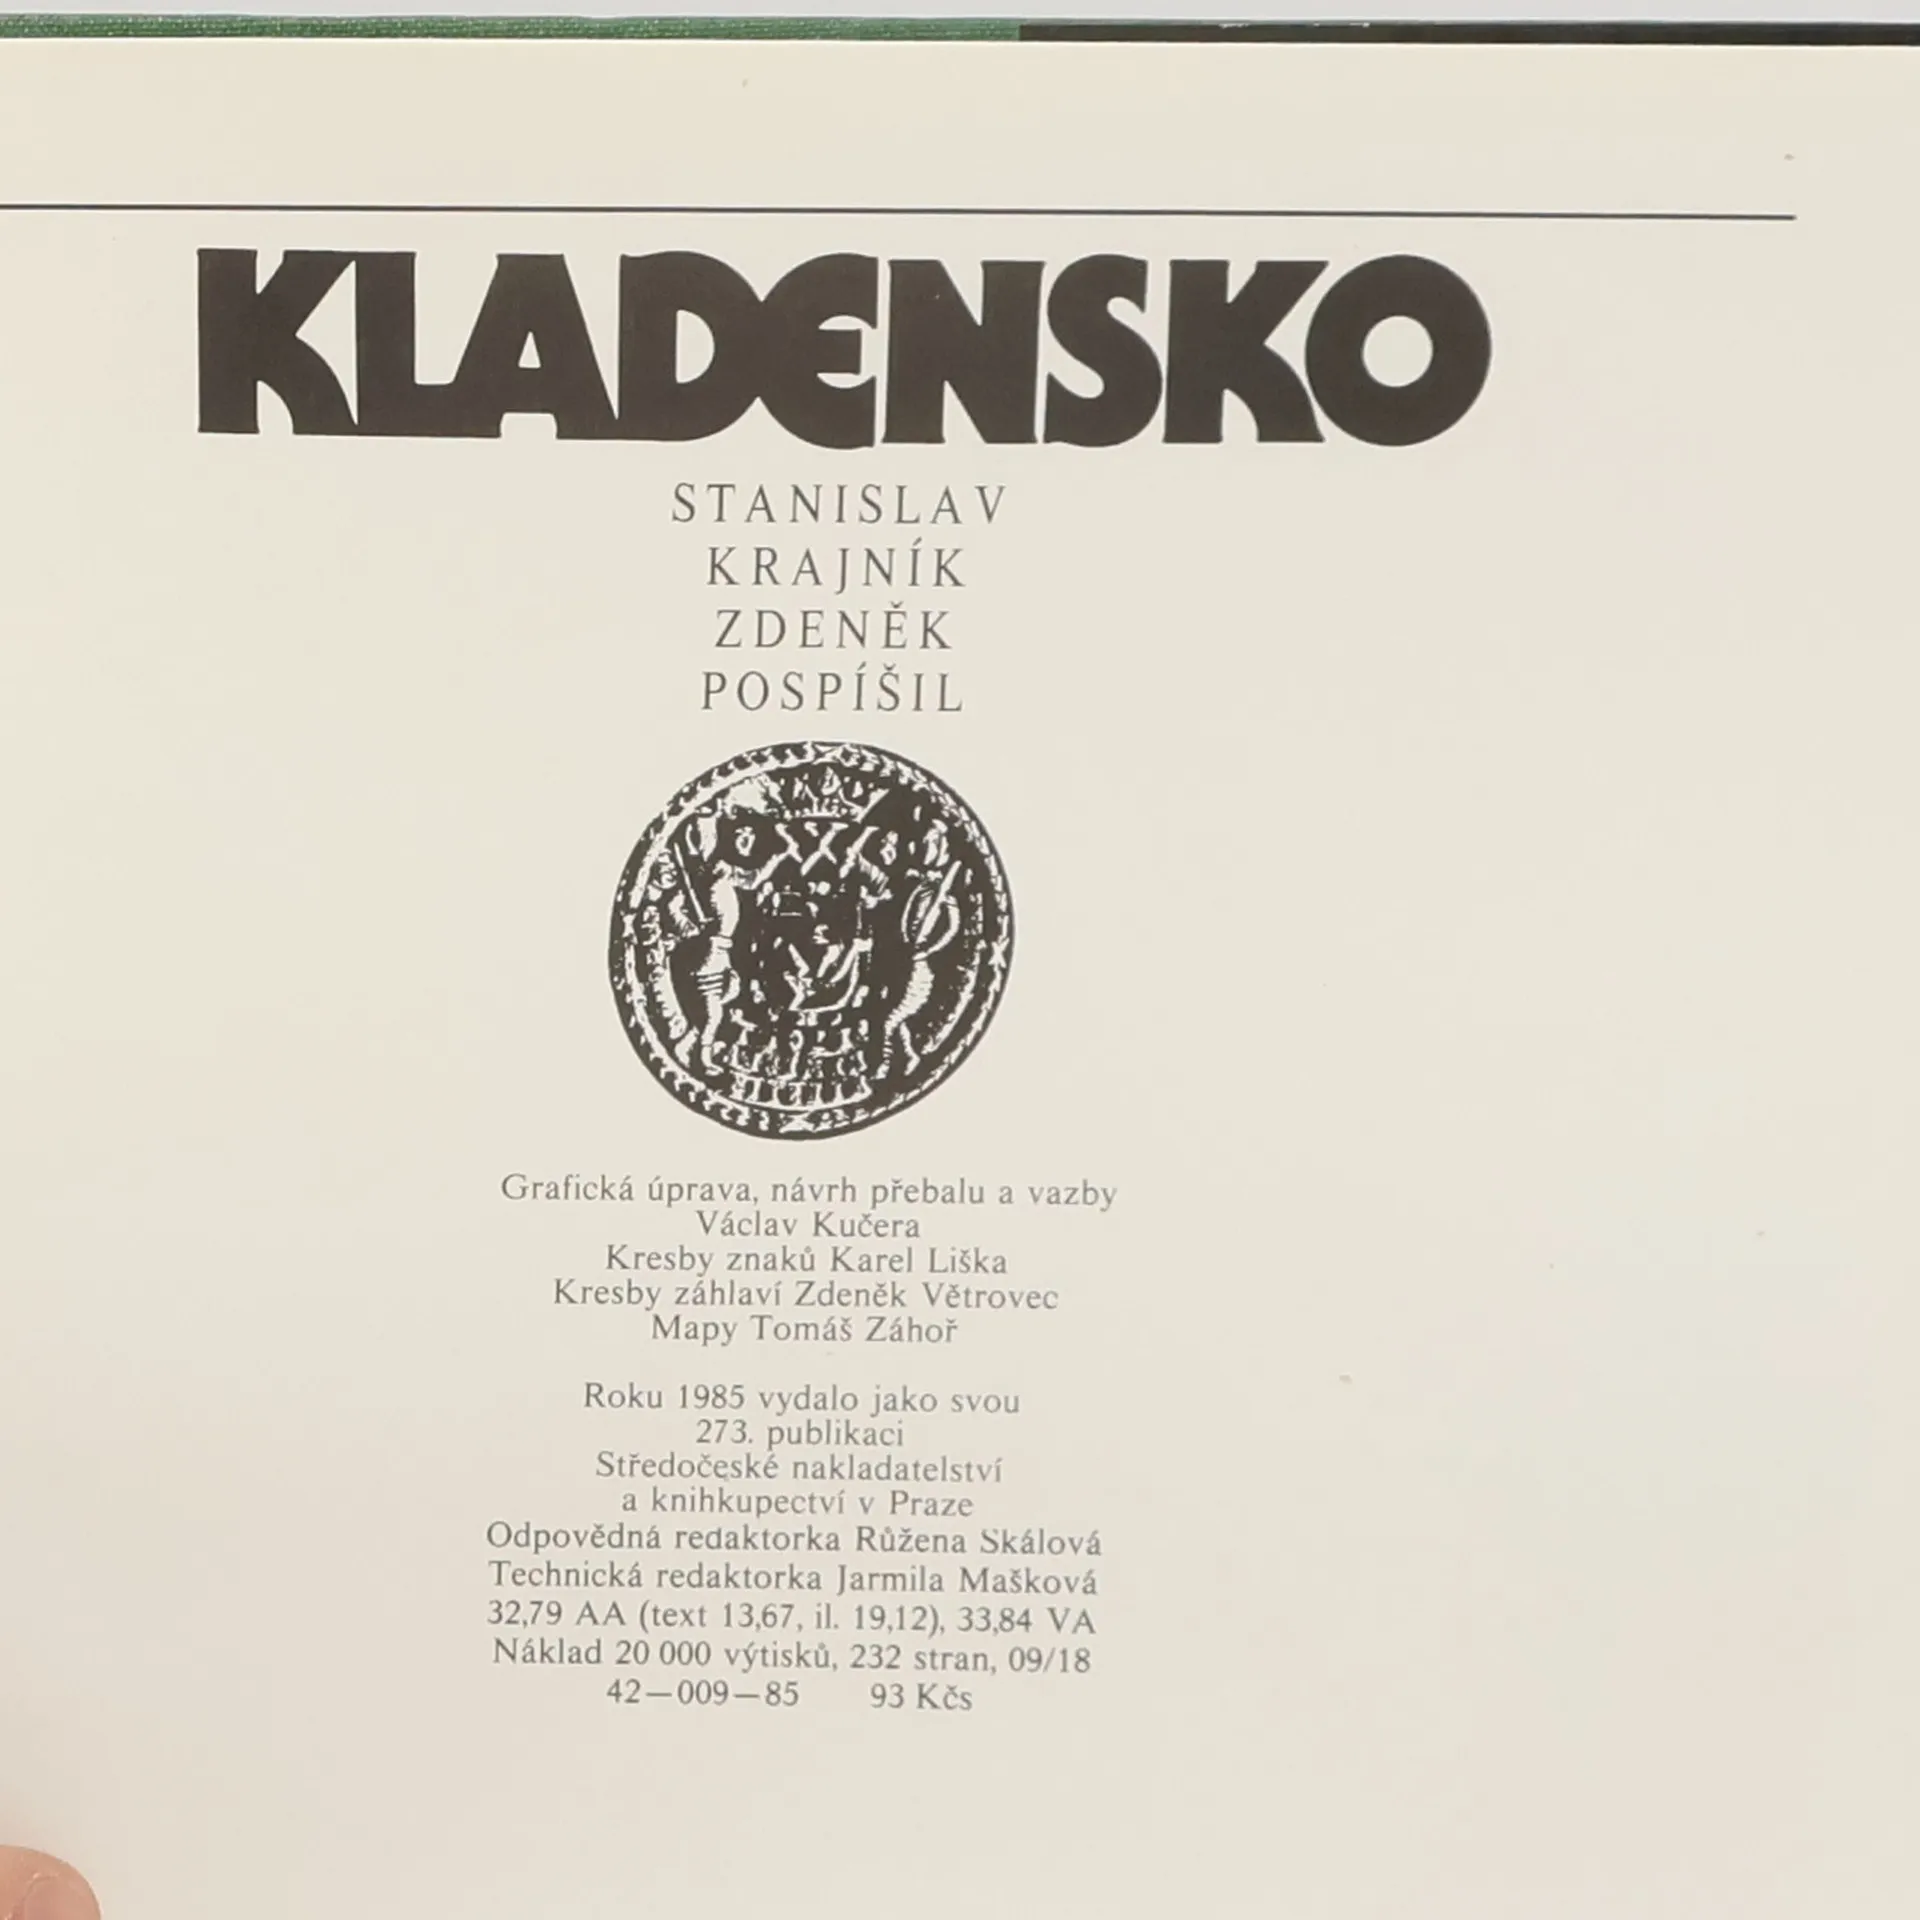 KLADENSKO
STANISLAV
KRAJNÍK
ZDENĚK
POSPÍŠIL
Grafická úprava, návrh přebalu a vazby
Václav Kučera
Kresby znaků Karel Liška
Kresby záhlaví Zdeněk Větrovec
Mapy Tomáš Záhoř
Roku 1985 vydalo jako svou
273. publikaci
Středočeské nakladatelství
a knihkupectví v Praze
Odpovědná redaktorka Růžena Skálová
Technická redaktorka Jarmila Mašková
32,79 AA (text 13,67, il. 19,12), 33,84 VA
Náklad 20 000 výtisků, 232 stran, 09/18
42—009—85 93 Kčs